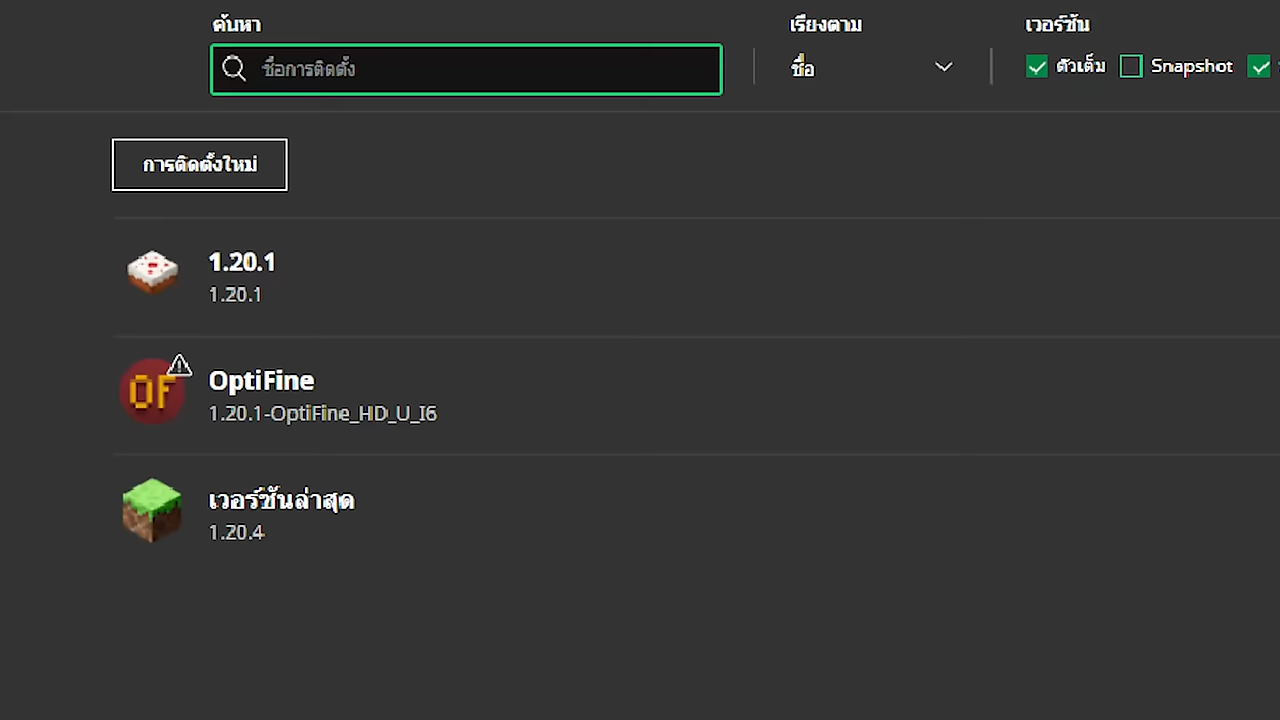 ค้นหา
ชื่อการติดตั้ง
เรียงตาม
ชื่อ
เวอร์ชัน
ตัวเต็ม
Snapshot
การติดตั้งใหม่
1.20.1
1.20.1
OF
OptiFine
1.20.1-OptiFine_HD_U_I6
เวอร์ชันล่าสุด
1.20.4